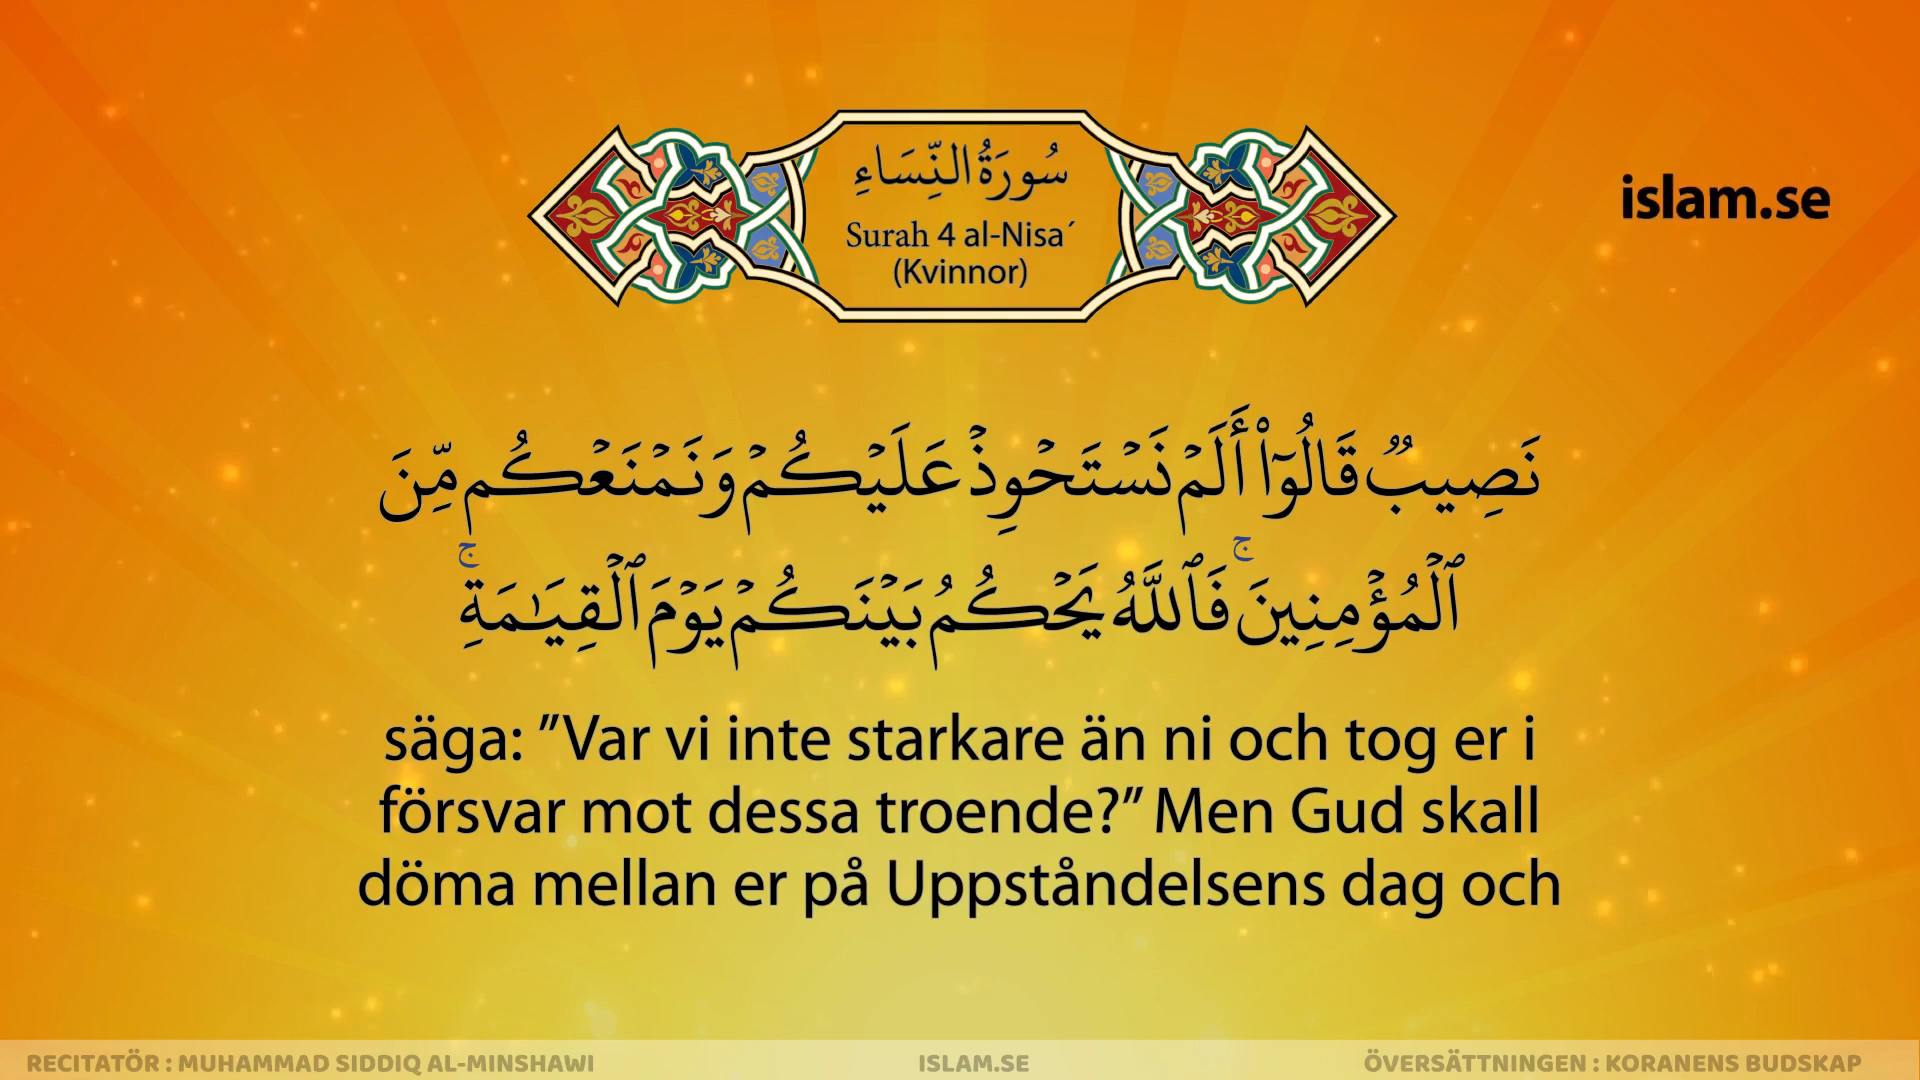 سُورَةُ النِّسَاءِ
Surah 4 al-Nisa´
(Kvinnor)
islam.se
نَصِيبٌ قَالُوٓا۟ أَلَمْ نَسْتَحْوِذْ عَلَيْكُمْ وَنَمْنَعْكُم مِّنَ
ٱلْمُؤْمِنِينَ ۚ فَٱللَّهُ يَحْكُمُ بَيْنَكُمْ يَوْمَ ٱلْقِيَـٰمَةِ ۚ
säga: ”Var vi inte starkare än ni och tog er i
försvar mot dessa troende?” Men Gud skall
döma mellan er på Uppståndelsens dag och
RECITATÖR : MUHAMMAD SIDDIQ AL-MINSHAWI
ISLAM.SE
ÖVERSÄTTNINGEN : KORANENS BUDSKAP